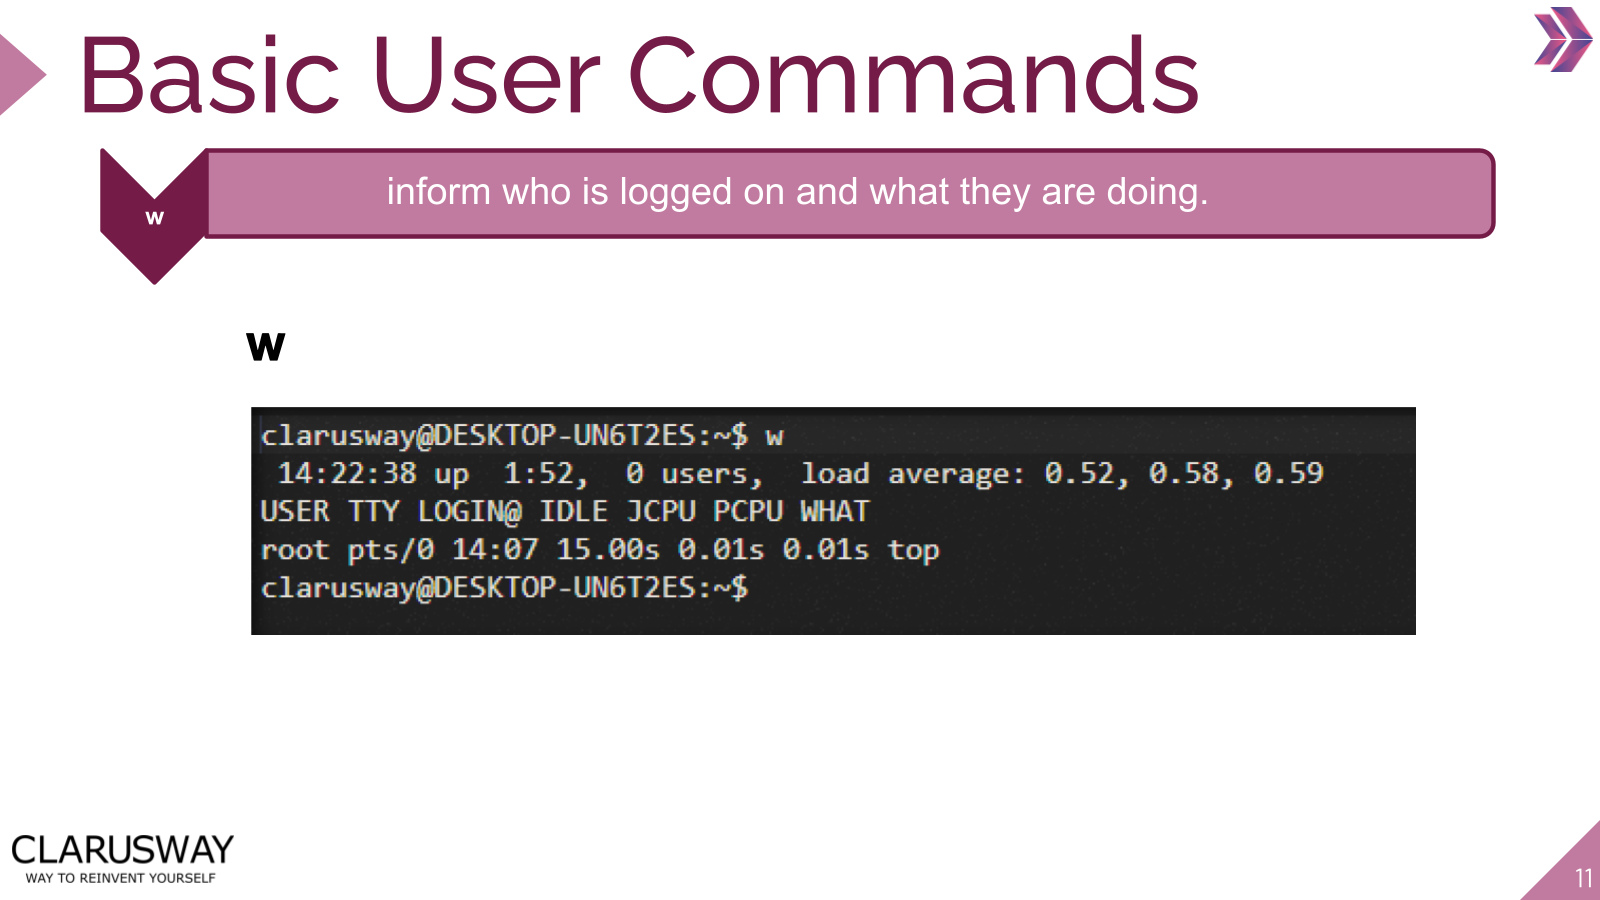 Basic User Commands
w
inform who is logged on and what they are doing.
w
clarusway@DESKTOP-UN6T2ES:~$ w
 14:22:38 up  1:52,  0 users,  load average: 0.52, 0.58, 0.59
USER TTY LOGIN@ IDLE JCPU PCPU WHAT
root pts/0 14:07 15.00s 0.01s 0.01s top
clarusway@DESKTOP-UN6T2ES:~$
CLARUSWAY
WAY TO REINVENT YOURSELF
11